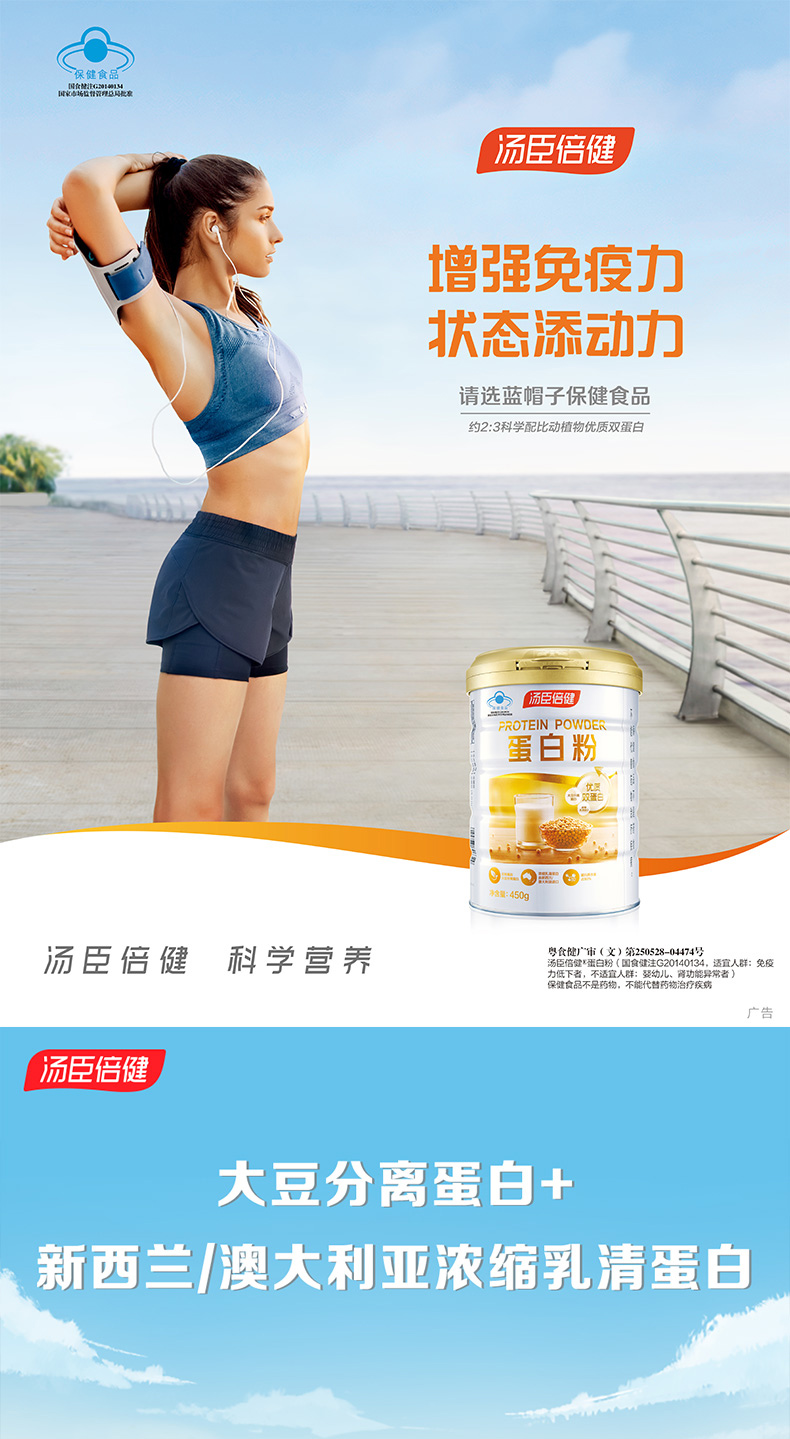 保健食品
国食健注G20140134
国家市场监督管理总局批准
汤臣倍健
增强免疫力
状态添动力
请选蓝帽子保健食品
约2:3科学配比动植物优质双蛋白
汤臣倍健
PROTEIN POWDER
蛋白粉
优质
双蛋白
净含量: 450g
汤臣倍健 科学营养
粤食健广审(文)第250528-04474号
汤臣倍健®蛋白粉(国食健注G20140134,适宜人群:免疫
力低下者,不适宜人群:婴幼儿、肾功能异常者)
保健食品不是药物,不能代替药物治疗疾病
广告
汤臣倍健
大豆分离蛋白+
新西兰/澳大利亚浓缩乳清蛋白